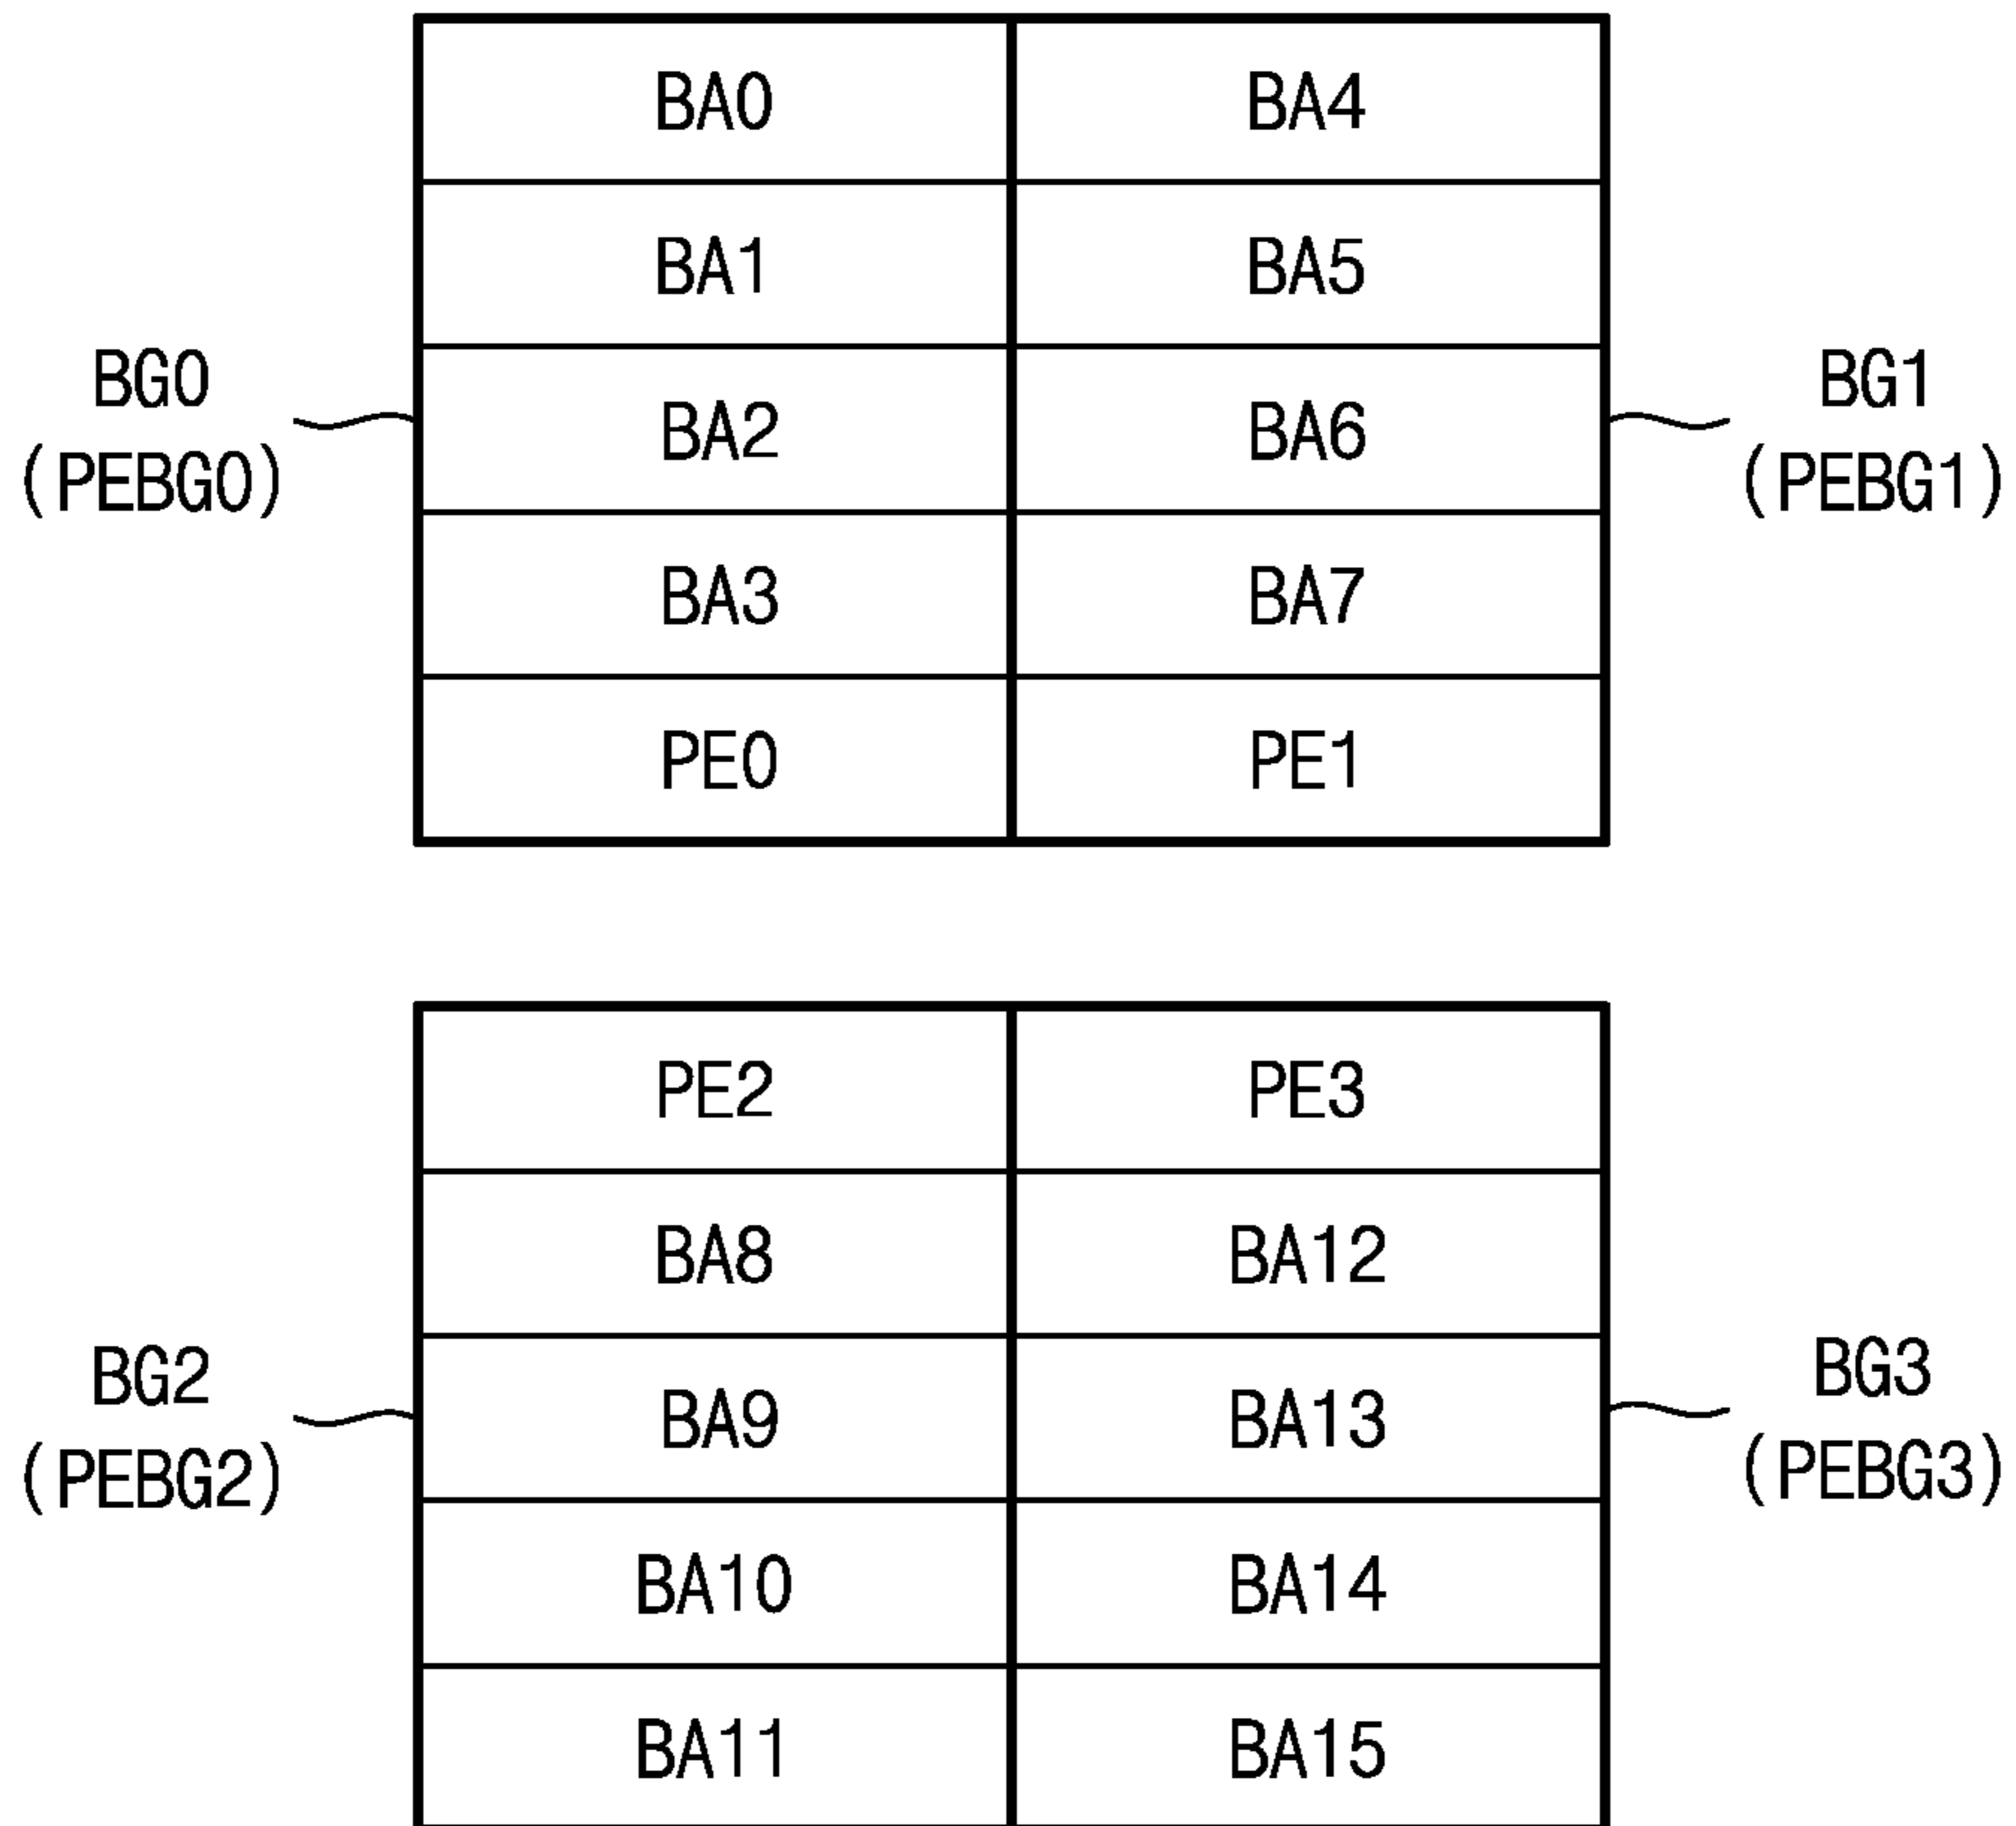 BA0 BA4
BA1 BA5
BG0
(PEBG0)
BA2 BA6
BG1
(PEBG1)
BA3 BA7
PE0 PE1
PE2 PE3
BA8 BA12
BG2
(PEBG2)
BA9 BA13
BG3
(PEBG3)
BA10 BA14
BA11 BA15